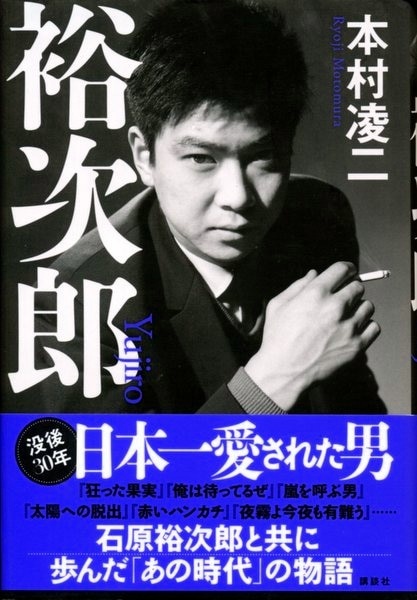 裕次郎
Yujiro
本村凌二
Ryoji Motomura
没後
30年
日本一愛された男
『狂った果実』『俺は待ってるぜ』『嵐を呼ぶ男』
『太陽への脱出』『赤いハンカチ』『夜霧よ今夜も有難う』……
石原裕次郎と共に
歩んだ「あの時代」の物語
講談社